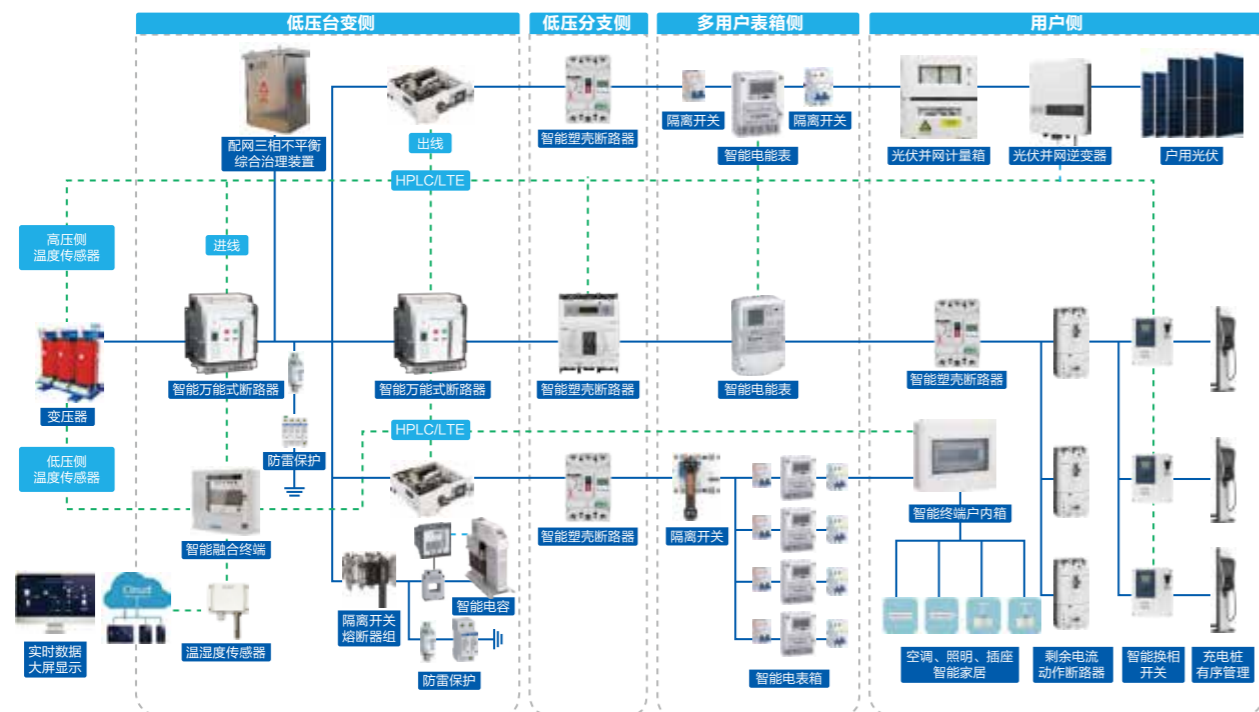 低压台变侧
低压分支侧
多用户表箱侧
用户侧
配网三相不平衡
综合治理装置
出线
智能塑壳断路器
隔离开关
智能电能表
隔离开关
光伏并网计量箱
光伏并网逆变器
户用光伏
HPLC/LTE
高压侧
温度传感器
进线
变压器
智能万能式断路器
智能万能式断路器
智能塑壳断路器
智能电能表
智能塑壳断路器
HPLC/LTE
低压侧
温度传感器
防雷保护
智能融合终端
智能塑壳断路器
隔离开关
智能终端户内箱
Cloud
实时数据
大屏显示
温湿度传感器
隔离开关
熔断器组
智能电容
防雷保护
智能电表箱
空调、照明、插座
智能家居
剩余电流
动作断路器
智能换相
开关
充电桩
有序管理